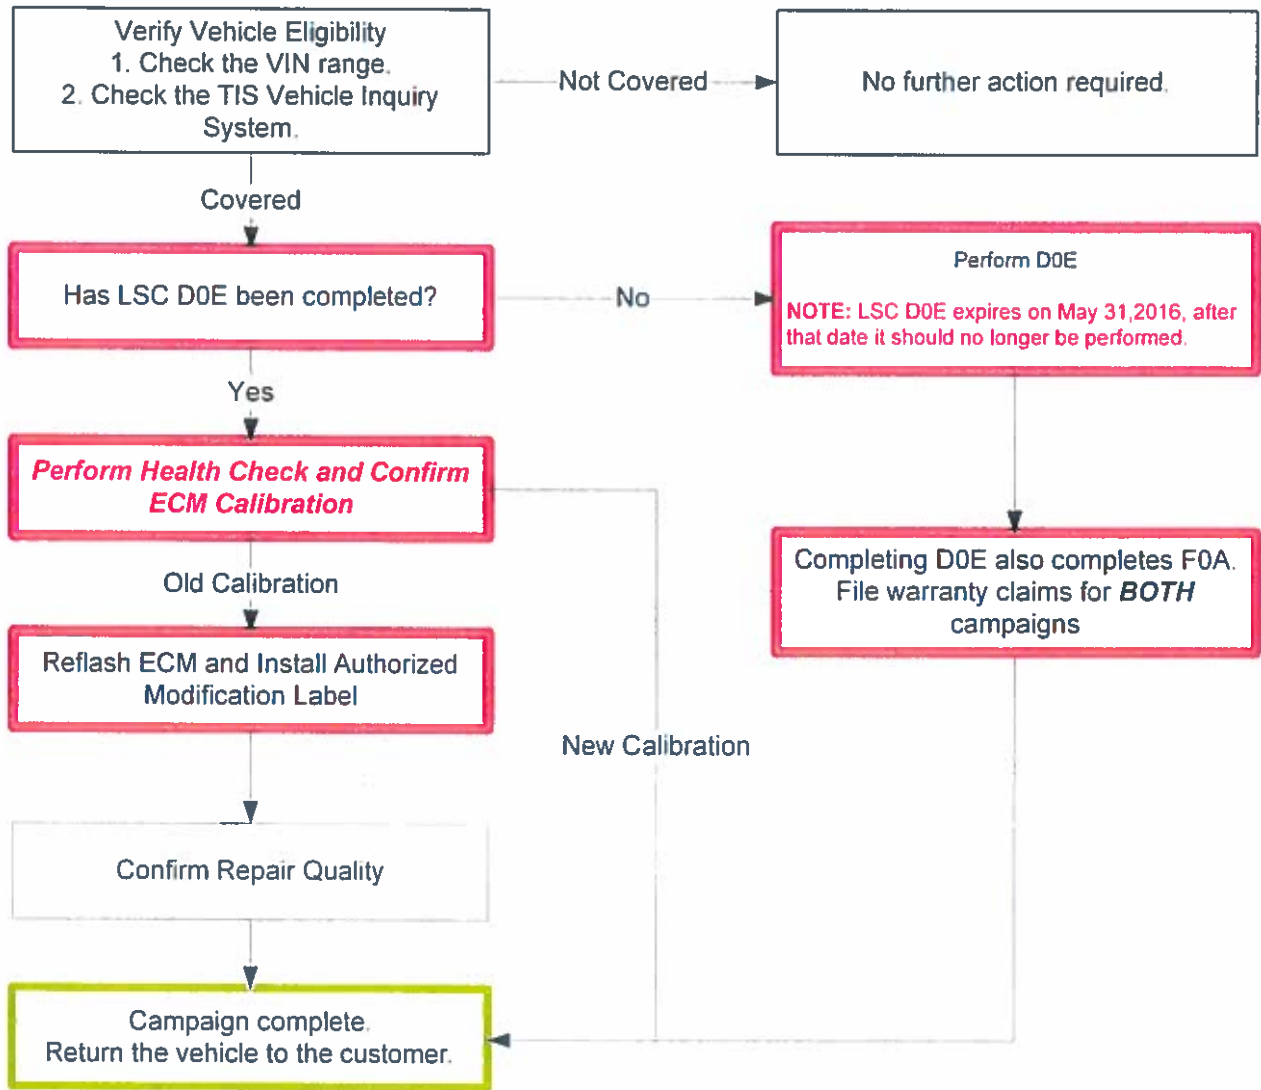 Verify Vehicle Eligibility
1. Check the VIN range.
2. Check the TIS Vehicle Inquiry
System.
Not Covered
No further action required.
Covered
Has LSC D0E been completed?
No
Perform D0E
NOTE: LSC D0E expires on May 31,2016, after
that date it should no longer be performed.
Yes
Perform Health Check and Confirm
ECM Calibration
Old Calibration
Completing D0E also completes F0A.
File warranty claims for BOTH
campaigns
Reflash ECM and Install Authorized
Modification Label
New Calibration
Confirm Repair Quality
Campaign complete.
Return the vehicle to the customer.